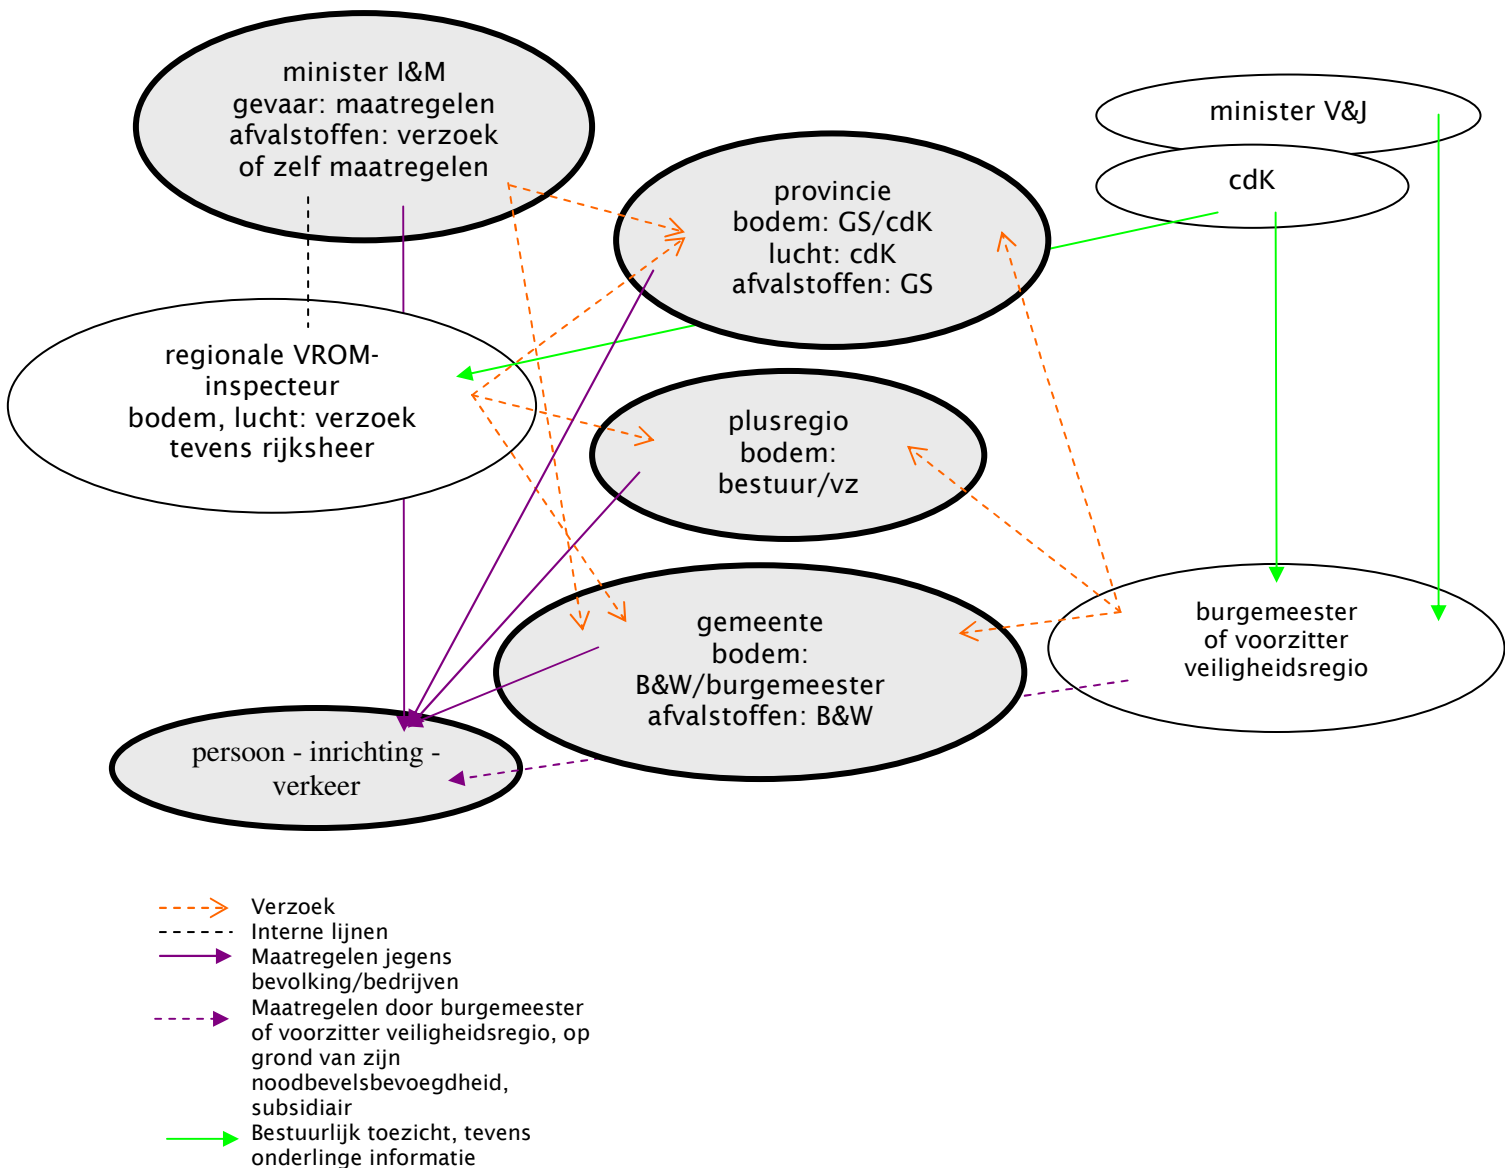 minister I&M
gevaar: maatregelen
afvalstoffen: verzoek
of zelf maatregelen
minister V&J
cdK
provincie
bodem: GS/cdK
lucht: cdK
afvalstoffen: GS
regionale VROM-
inspecteur
bodem, lucht: verzoek
tevens rijksheer
plusregio
bodem:
bestuur/vz
gemeente
bodem:
B&W/burgemeester
afvalstoffen: B&W
burgemeester
of voorzitter
veiligheidsregio
persoon - inrichting -
verkeer
Verzoek
Interne lijnen
Maatregelen jegens
bevolking/bedrijven
Maatregelen door burgemeester
of voorzitter veiligheidsregio, op
grond van zijn
noodbevelsbevoegdheid,
subsidiair
Bestuurlijk toezicht, tevens
onderlinge informatie